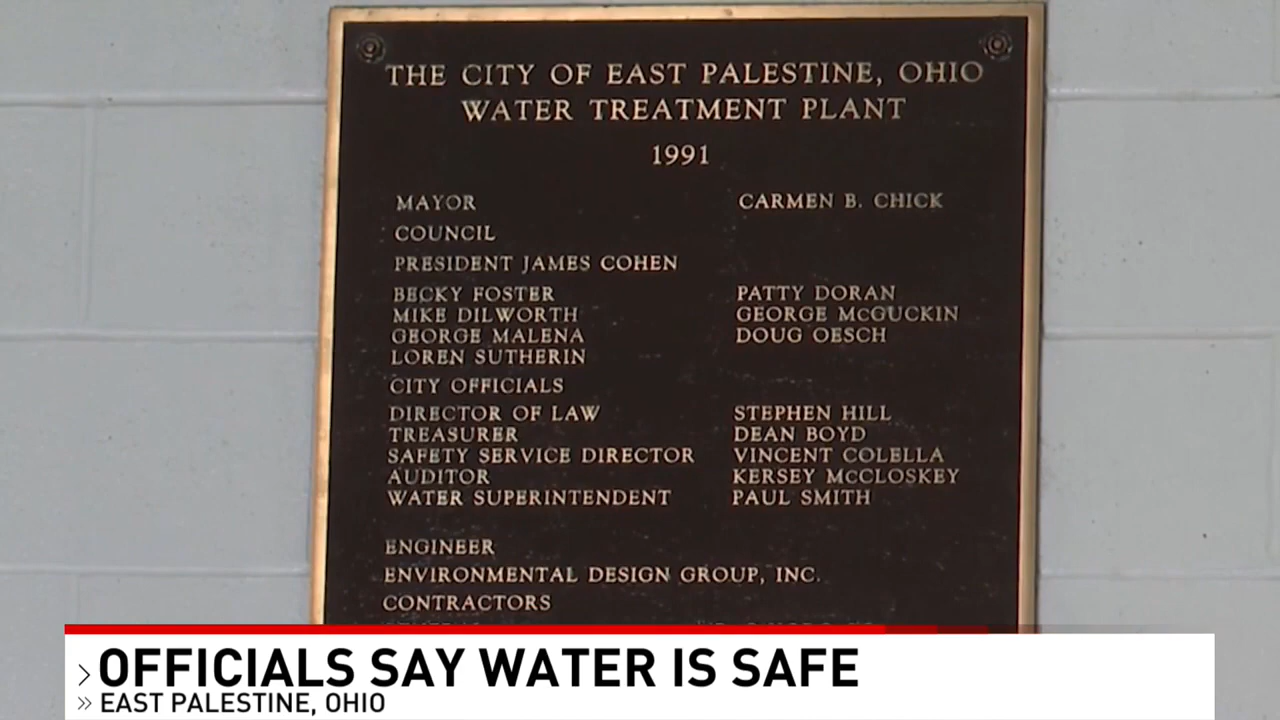 THE CITY OF EAST PALESTINE, OHIO
WATER TREATMENT PLANT
1991
MAYOR CARMEN B. CHICK
COUNCIL
PRESIDENT JAMES COHEN
BECKY FOSTER PATTY DORAN
MIKE DILWORTH GEORGE McGUCKIN
GEORGE MALENA DOUG OESCH
LOREN SUTHERIN
CITY OFFICIALS
DIRECTOR OF LAW STEPHEN HILL
TREASURER DEAN BOYD
SAFETY SERVICE DIRECTOR VINCENT COLELLA
AUDITOR KERSEY McCLOSKEY
WATER SUPERINTENDENT PAUL SMITH
ENGINEER
ENVIRONMENTAL DESIGN GROUP, INC.
CONTRACTORS
> OFFICIALS SAY WATER IS SAFE
» EAST PALESTINE, OHIO